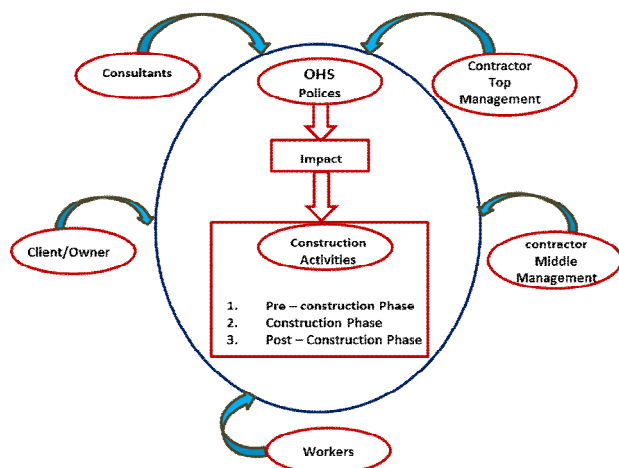 Consultants
OHS
Polices
Contractor
Top
Management
Impact
Client/Owner
Construction
Activities
contractor
Middle
Management
1. Pre – construction Phase
2. Construction Phase
3. Post – Construction Phase
Workers